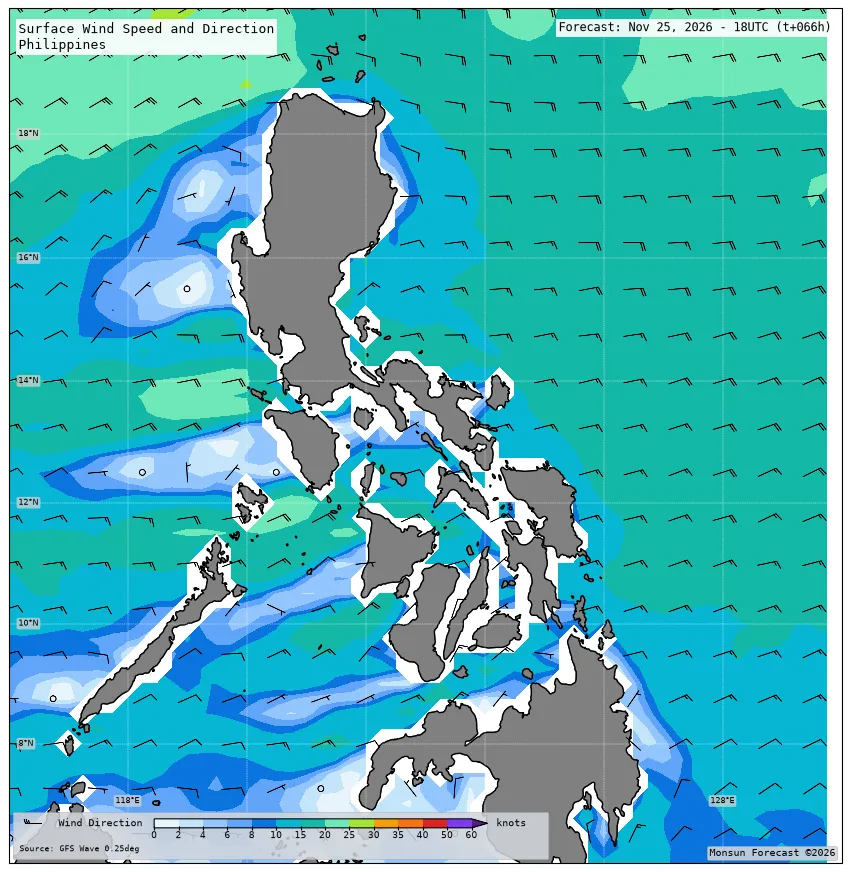 Surface Wind Speed and Direction
Philippines
Forecast: Nov 25, 2026 - 18UTC (t+066h)
18°N
16°N
14°N
12°N
10°N
8°N
118°E
128°E
Wind Direction
0 2 4 6 8 10 15 20 25 30 35 40 50 60
knots
Source: GFS Wave 0.25deg
Monsun Forecast ©2026